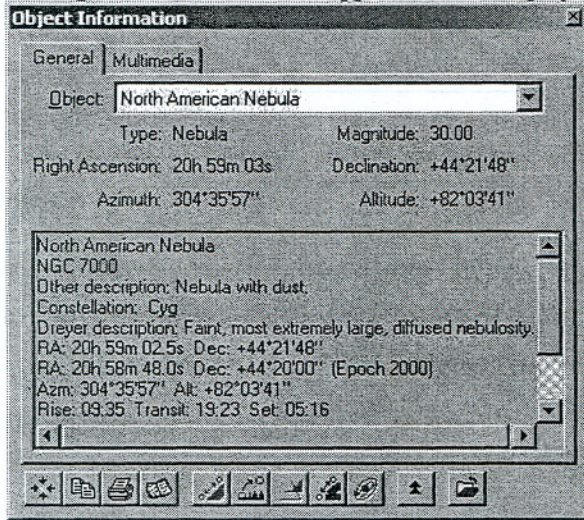 Object Information
General Multimedia
Object: North American Nebula
Type: Nebula Magnitude: 30.00
Right Ascension: 20h 59m 03s Declination: +44°21'48"
Azimuth: 304°35'57" Altitude: +82°03'41"
North American Nebula
NGC 7000
Other description: Nebula with dust.
Constellation: Cyg
Dreyer description: Faint, most extremely large, diffused nebulosity.
RA: 20h 59m 02.5s Dec: +44°21'48"
RA: 20h 58m 48.0s Dec: +44°20'00" (Epoch 2000)
Azm: 304°35'57" Alt: +82°03'41"
Rise: 09:35 Transit: 19:23 Set: 05:16